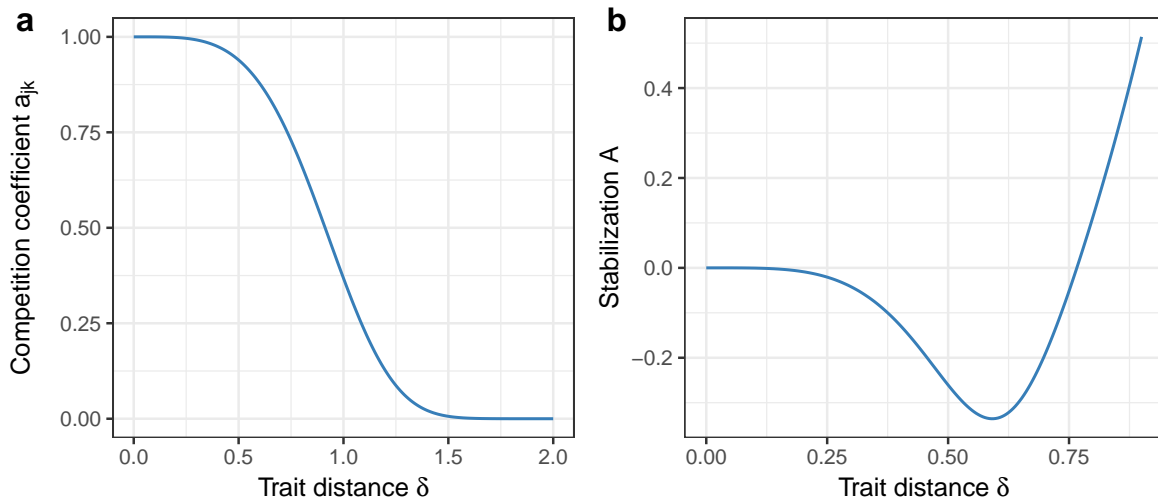 a
1.00
0.75
0.50
0.25
0.00
Competition coefficient ajk
0.0 0.5 1.0 1.5 2.0
Trait distance δ
b
0.4
0.2
0.0
−0.2
Stabilization A
0.00 0.25 0.50 0.75
Trait distance δ